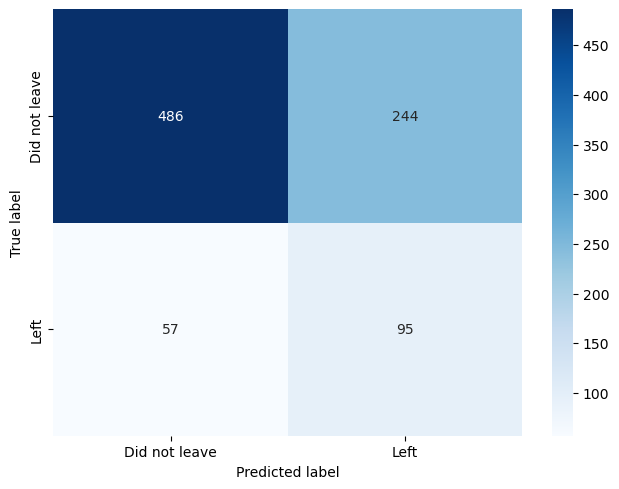 True label
Did not leave
Left
486 244
57 95
Did not leave Left
Predicted label
450
400
350
300
250
200
150
100